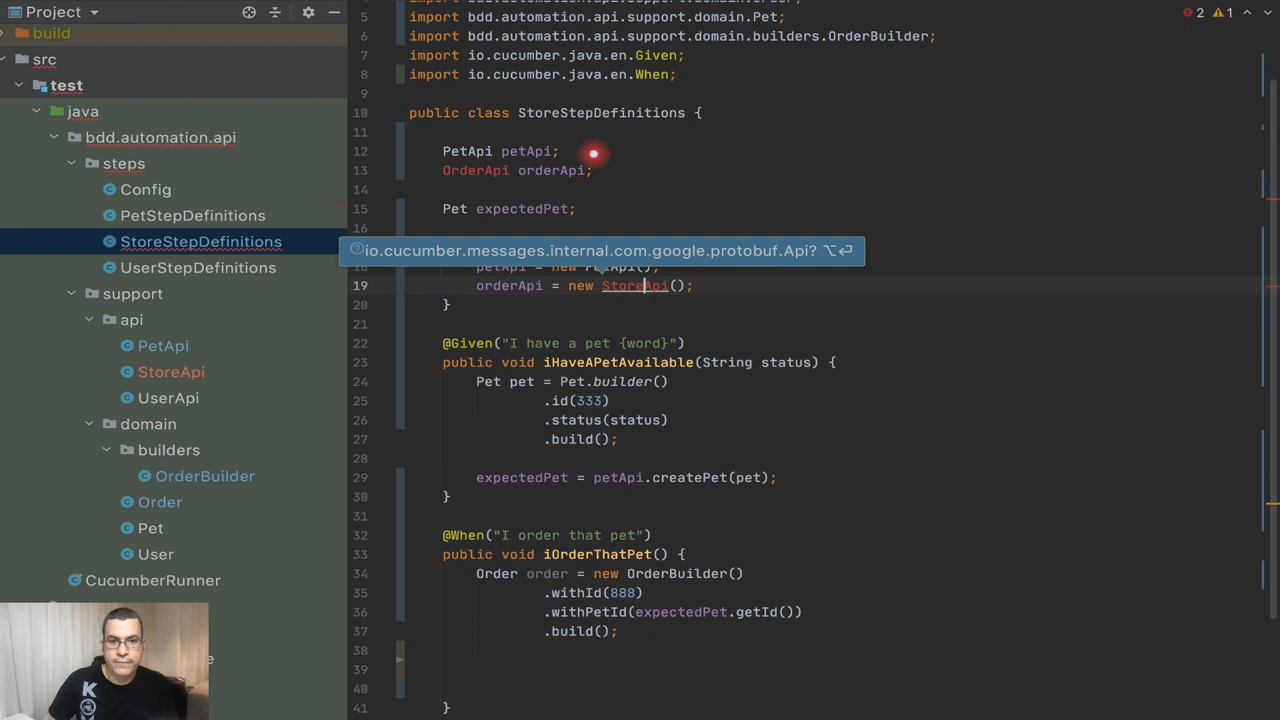 Project
build
src
test
java
bdd.automation.api
steps
Config
PetStepDefinitions
StoreStepDefinitions
UserStepDefinitions
support
api
PetApi
StoreApi
UserApi
domain
builders
OrderBuilder
Order
Pet
User
CucumberRunner
2 1
5 import bdd.automation.api.support.domain.Pet;
6 import bdd.automation.api.support.domain.builders.OrderBuilder;
7 import io.cucumber.java.en.Given;
8 import io.cucumber.java.en.When;
9
10 public class StoreStepDefinitions {
11
12 PetApi petApi;
13 OrderApi orderApi;
14
15 Pet expectedPet;
16
io.cucumber.messages.internal.com.google.protobuf.Api? ⌥↩
18 petApi = new PetApi();
19 orderApi = new StoreApi();
20 }
21
22 @Given("I have a pet {word}")
23 public void iHaveAPetAvailable(String status) {
24 Pet pet = Pet.builder()
25 .id(333)
26 .status(status)
27 .build();
28
29 expectedPet = petApi.createPet(pet);
30 }
31
32 @When("I order that pet")
33 public void iOrderThatPet() {
34 Order order = new OrderBuilder()
35 .withId(888)
36 .withPetId(expectedPet.getId())
37 .build();
38
39
40
41 }